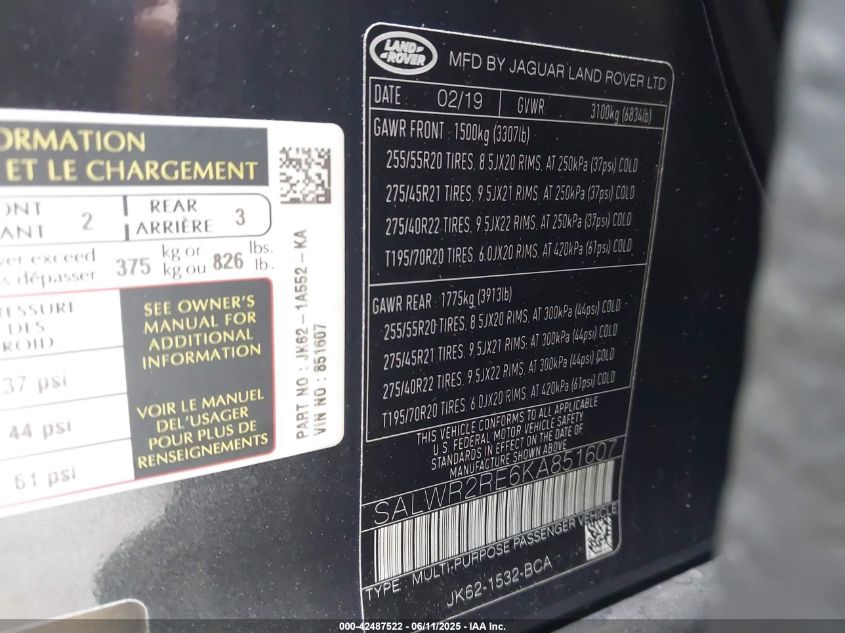 ORMATION
ET LE CHARGEMENT
ONT
ANT
2
REAR
ARRIÈRE
3
ver exceed
s dépasser
375 kg or
kg ou 826 lbs.
lb.
ESSURE
DES
ROID
37 psi
44 psi
61 psi
SEE OWNER'S
MANUAL FOR
ADDITIONAL
INFORMATION
VOIR LE MANUEL
DEL'USAGER
POUR PLUS DE
RENSEIGNEMENTS
PART NO : JK62-1A552-KA
VIN NO : 851607
LAND
ROVER
MFD BY JAGUAR LAND ROVER LTD
DATE: 02/19 GVWR 3100kg (6834lb)
GAWR FRONT : 1500kg (3307lb)
255/55R20 TIRES, 8.5JX20 RIMS, AT 250kPa (37psi) COLD
275/45R21 TIRES, 9.5JX21 RIMS, AT 250kPa (37psi) COLD
275/40R22 TIRES, 9.5JX22 RIMS, AT 250kPa (37psi) COLD
T195/70R20 TIRES, 6.0JX20 RIMS, AT 420kPa (61psi) COLD
GAWR REAR : 1775kg (3913lb)
255/55R20 TIRES, 8.5JX20 RIMS, AT 300kPa (44psi) COLD
275/45R21 TIRES, 9.5JX21 RIMS, AT 300kPa (44psi) COLD
275/40R22 TIRES, 9.5JX22 RIMS, AT 300kPa (44psi) COLD
T195/70R20 TIRES, 6.0JX20 RIMS, AT 420kPa (61psi) COLD
THIS VEHICLE CONFORMS TO ALL APPLICABLE
U.S. FEDERAL MOTOR VEHICLE SAFETY
STANDARDS IN EFFECT ON THE DATE OF
MANUFACTURE SHOWN ABOVE
SALWR2RE6KA851607
TYPE: MULTI-PURPOSE PASSENGER VEHICLE
JK62-1532-BCA
000-42487522 - 06/11/2025 - IAA Inc.